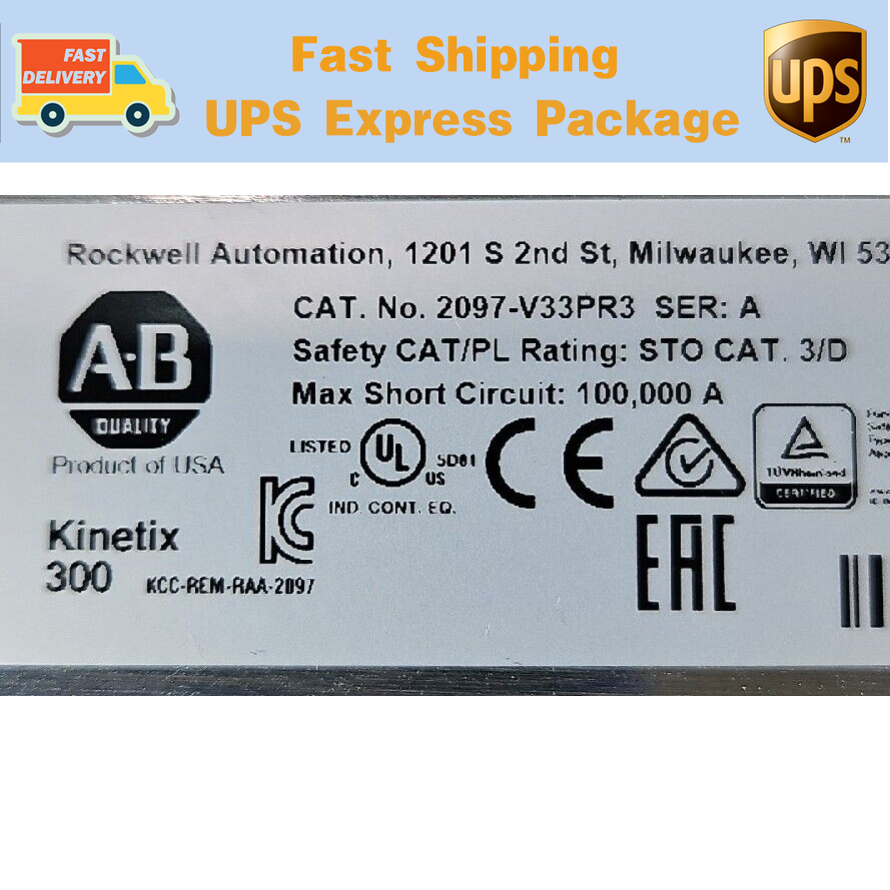 FAST
DELIVERY
Fast Shipping
UPS Express Package
ups
TM
Rockwell Automation, 1201 S 2nd St, Milwaukee, WI 53
A·B
QUALITY
CAT. No. 2097-V33PR3 SER: A
Safety CAT/PL Rating: STO CAT. 3/D
Max Short Circuit: 100,000 A
Product of USA
LISTED
UL
C
US
5D01
IND. CONT. EQ.
CE
TÜVRheinland
CERTIFIED
Kinetix
300
KCC-REM-RAA-2097
EAC